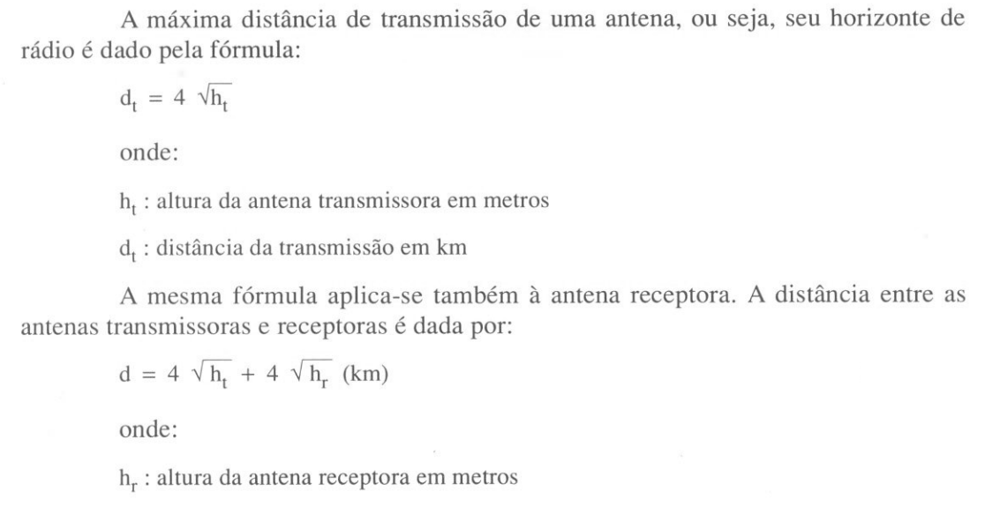 A máxima distância de transmissão de uma antena, ou seja, seu horizonte de
rádio é dado pela fórmula:
d_t = 4 √h_t
onde:
h_t : altura da antena transmissora em metros
d_t : distância da transmissão em km
A mesma fórmula aplica-se também à antena receptora. A distância entre as
antenas transmissoras e receptoras é dada por:
d = 4 √h_t + 4 √h_r (km)
onde:
h_r : altura da antena receptora em metros